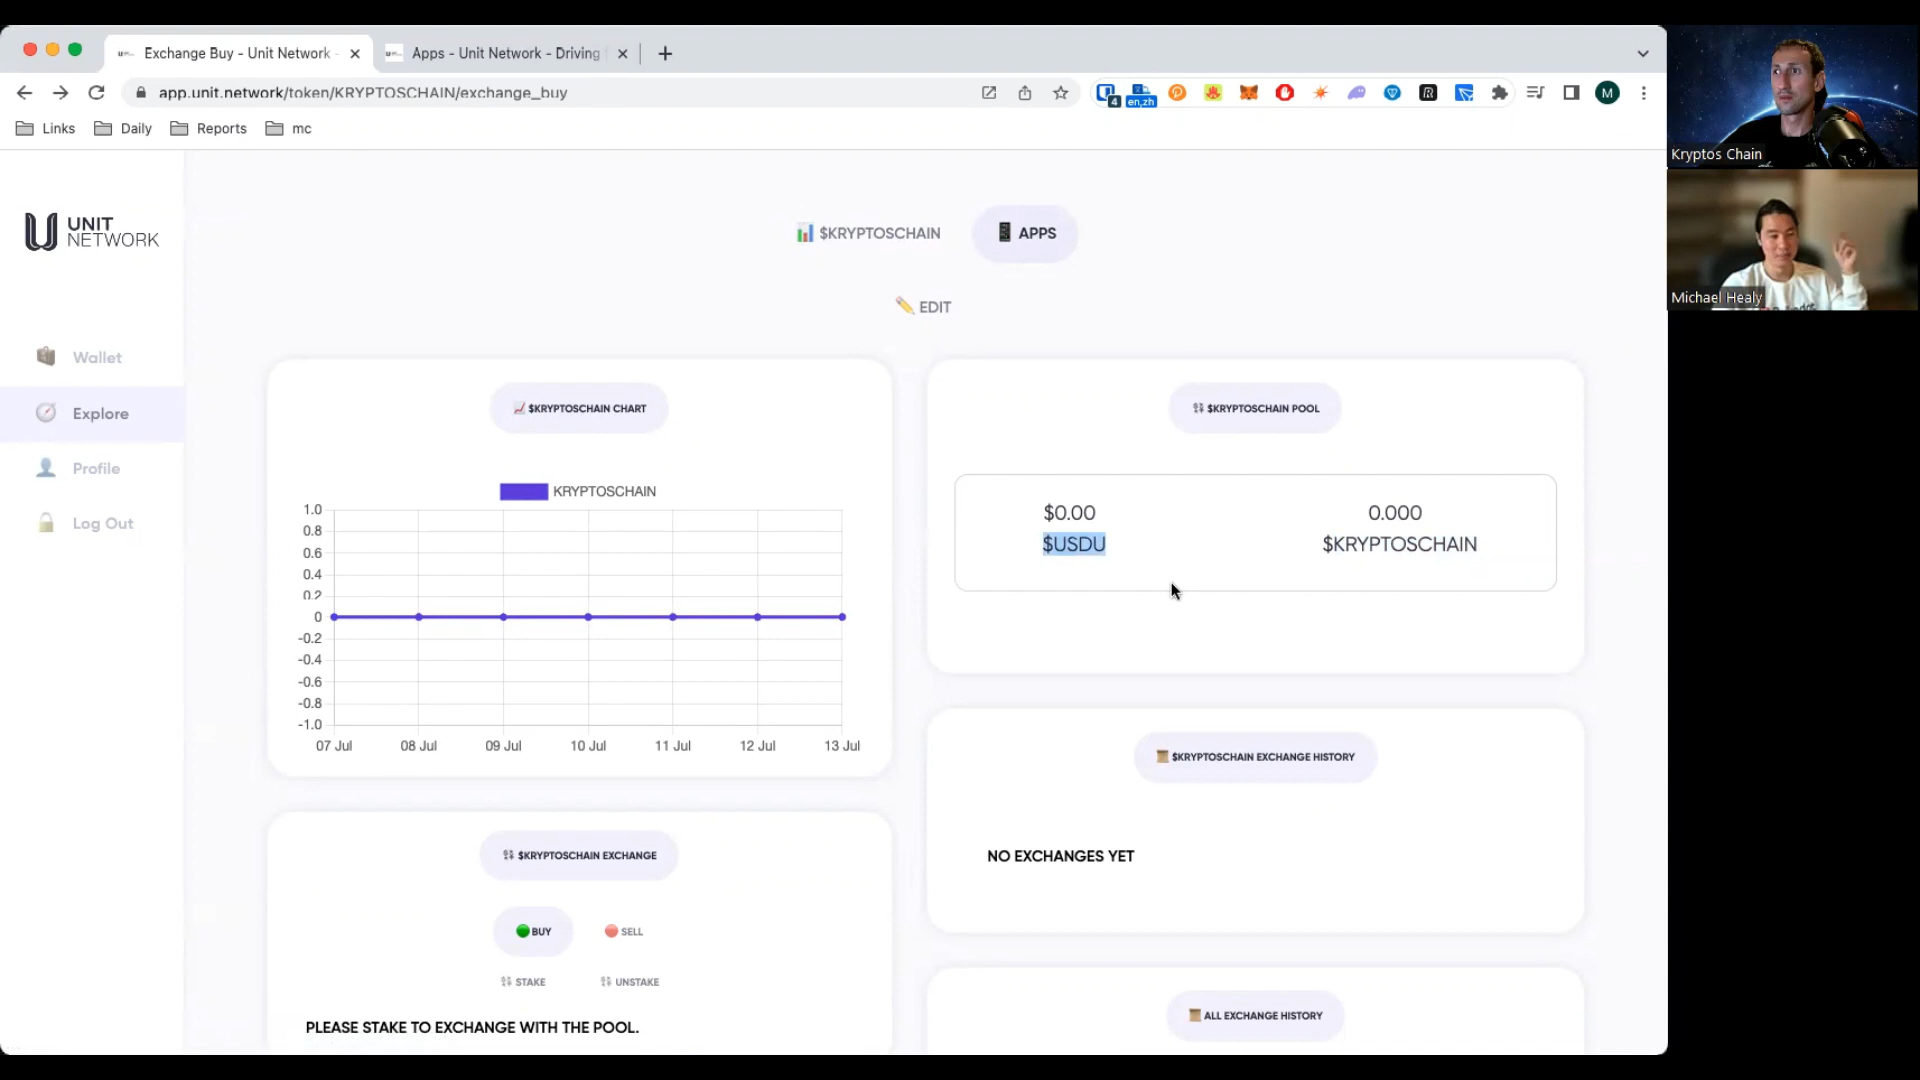 Exchange Buy - Unit Network -
Apps - Unit Network - Driving
app.unit.network/token/KRYPTOSCHAIN/exchange_buy
4
en,zh
M
Links
Daily
Reports
mc
UNIT
NETWORK
Wallet
Explore
Profile
Log Out
$KRYPTOSCHAIN
APPS
EDIT
$KRYPTOSCHAIN CHART
KRYPTOSCHAIN
1.0
0.8
0.6
0.4
0.2
0
-0.2
-0.4
-0.6
-0.8
-1.0
07 Jul 08 Jul 09 Jul 10 Jul 11 Jul 12 Jul 13 Jul
$KRYPTOSCHAIN EXCHANGE
BUY
SELL
STAKE
UNSTAKE
PLEASE STAKE TO EXCHANGE WITH THE POOL.
$KRYPTOSCHAIN POOL
$0.00
$USDU
0.000
$KRYPTOSCHAIN
$KRYPTOSCHAIN EXCHANGE HISTORY
NO EXCHANGES YET
ALL EXCHANGE HISTORY
Kryptos Chain
Michael Healy